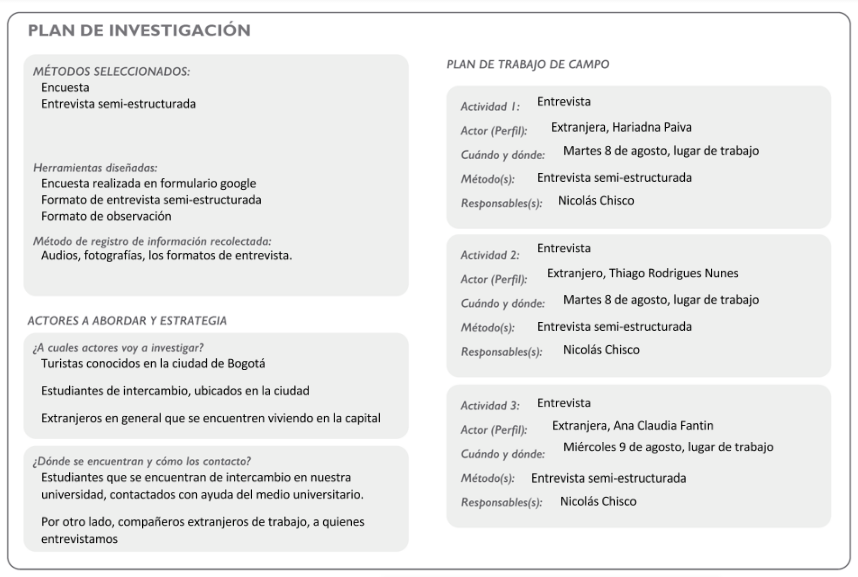 PLAN DE INVESTIGACIÓN
MÉTODOS SELECCIONADOS:
Encuesta
Entrevista semi-estructurada
Herramientas diseñadas:
Encuesta realizada en formulario google
Formato de entrevista semi-estructurada
Formato de observación
Método de registro de información recolectada:
Audios, fotografías, los formatos de entrevista.
ACTORES A ABORDAR Y ESTRATEGIA
¿A cuales actores voy a investigar?
Turistas conocidos en la ciudad de Bogotá
Estudiantes de intercambio, ubicados en la ciudad
Extranjeros en general que se encuentren viviendo en la capital
¿Dónde se encuentran y cómo los contacto?
Estudiantes que se encuentran de intercambio en nuestra
universidad, contactados con ayuda del medio universitario.
Por otro lado, compañeros extranjeros de trabajo, a quienes
entrevistamos
PLAN DE TRABAJO DE CAMPO
Actividad 1: Entrevista
Actor (Perfil): Extranjera, Hariadna Paiva
Cuándo y dónde: Martes 8 de agosto, lugar de trabajo
Método(s): Entrevista semi-estructurada
Responsables(s): Nicolás Chisco
Actividad 2: Entrevista
Actor (Perfil): Extranjero, Thiago Rodrigues Nunes
Cuándo y dónde: Martes 8 de agosto, lugar de trabajo
Método(s): Entrevista semi-estructurada
Responsables(s): Nicolás Chisco
Actividad 3: Entrevista
Actor (Perfil): Extranjera, Ana Claudia Fantin
Cuándo y dónde: Miércoles 9 de agosto, lugar de trabajo
Método(s): Entrevista semi-estructurada
Responsables(s): Nicolás Chisco